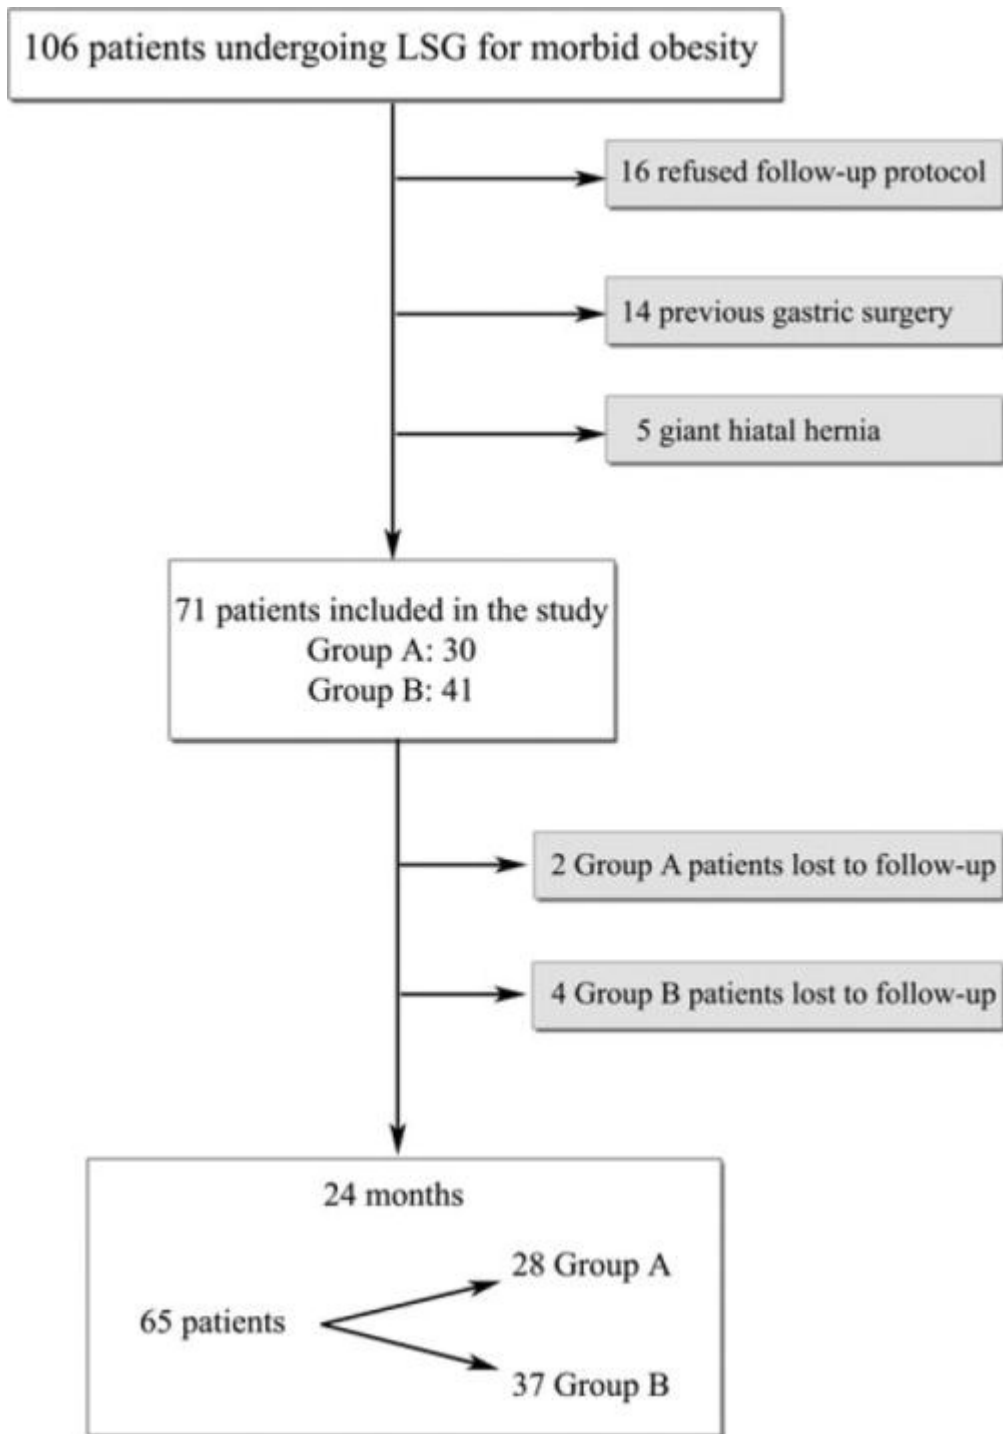 106 patients undergoing LSG for morbid obesity
16 refused follow-up protocol
14 previous gastric surgery
5 giant hiatal hernia
71 patients included in the study
Group A: 30
Group B: 41
2 Group A patients lost to follow-up
4 Group B patients lost to follow-up
24 months
28 Group A
65 patients
37 Group B